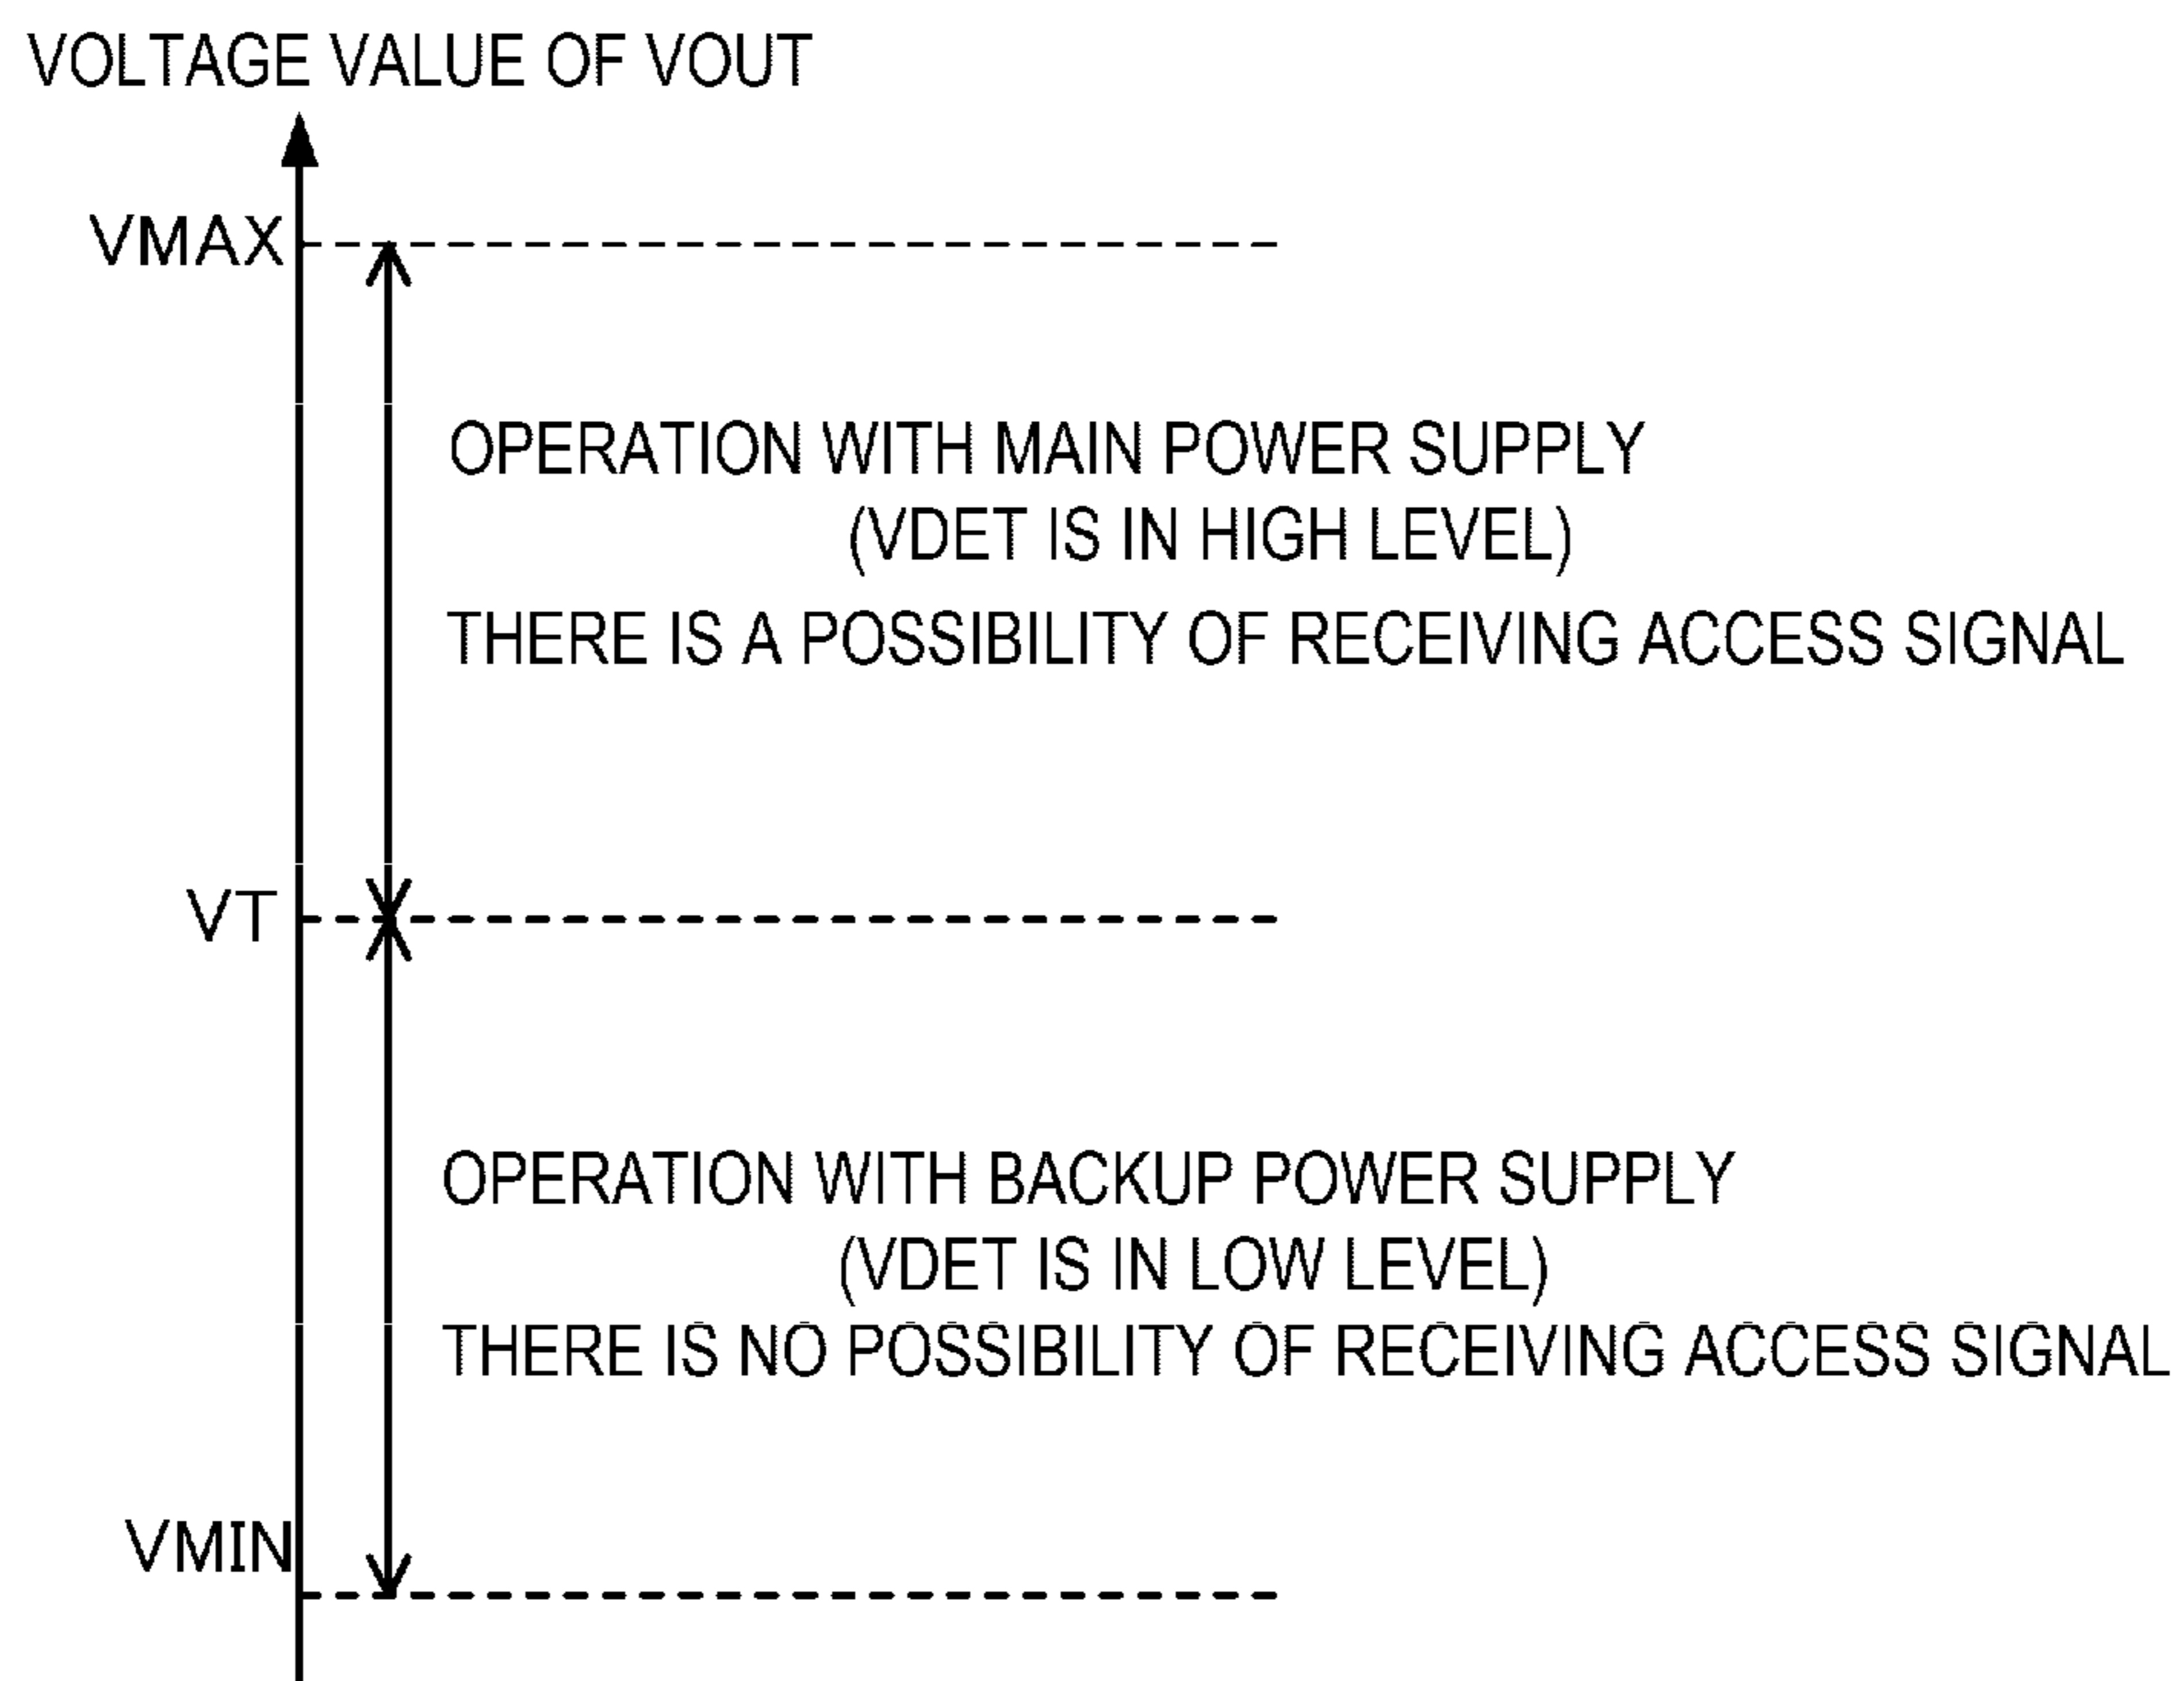 VOLTAGE VALUE OF VOUT
VMAX
OPERATION WITH MAIN POWER SUPPLY
(VDET IS IN HIGH LEVEL)
THERE IS A POSSIBILITY OF RECEIVING ACCESS SIGNAL
VT
OPERATION WITH BACKUP POWER SUPPLY
(VDET IS IN LOW LEVEL)
THERE IS NO POSSIBILITY OF RECEIVING ACCESS SIGNAL
VMIN